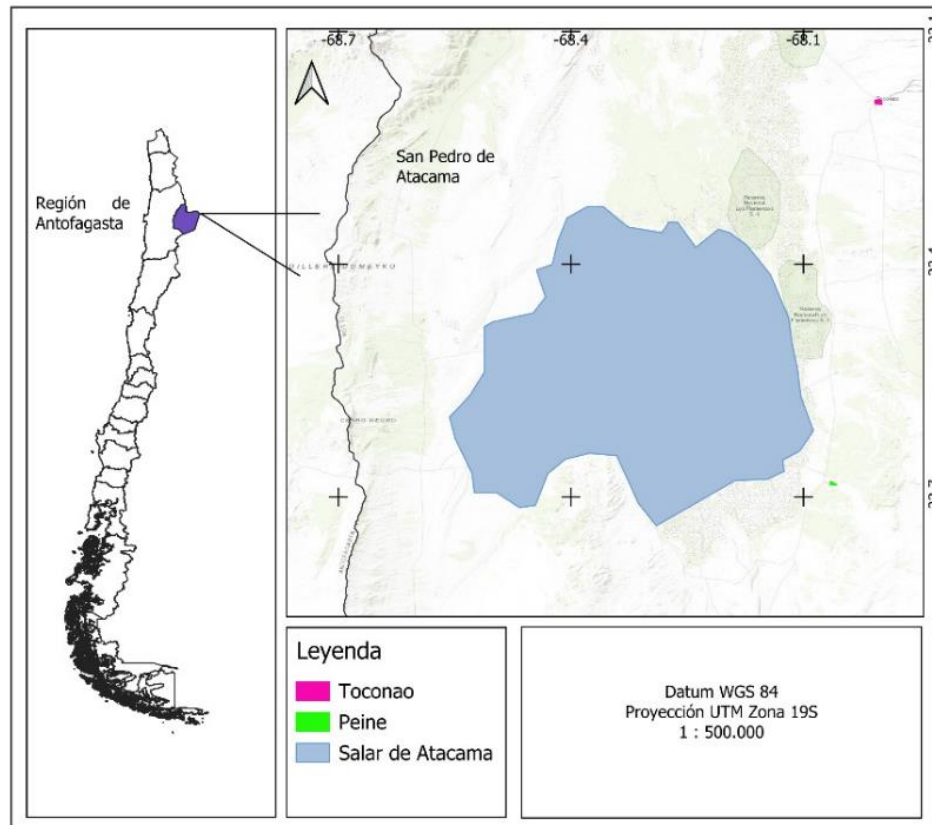 -68.7
-68.4
-68.1
Región de
Antofagasta
San Pedro de
Atacama
Leyenda
Toconao
Peine
Salar de Atacama
Datum WGS 84
Proyección UTM Zona 19S
1 : 500.000